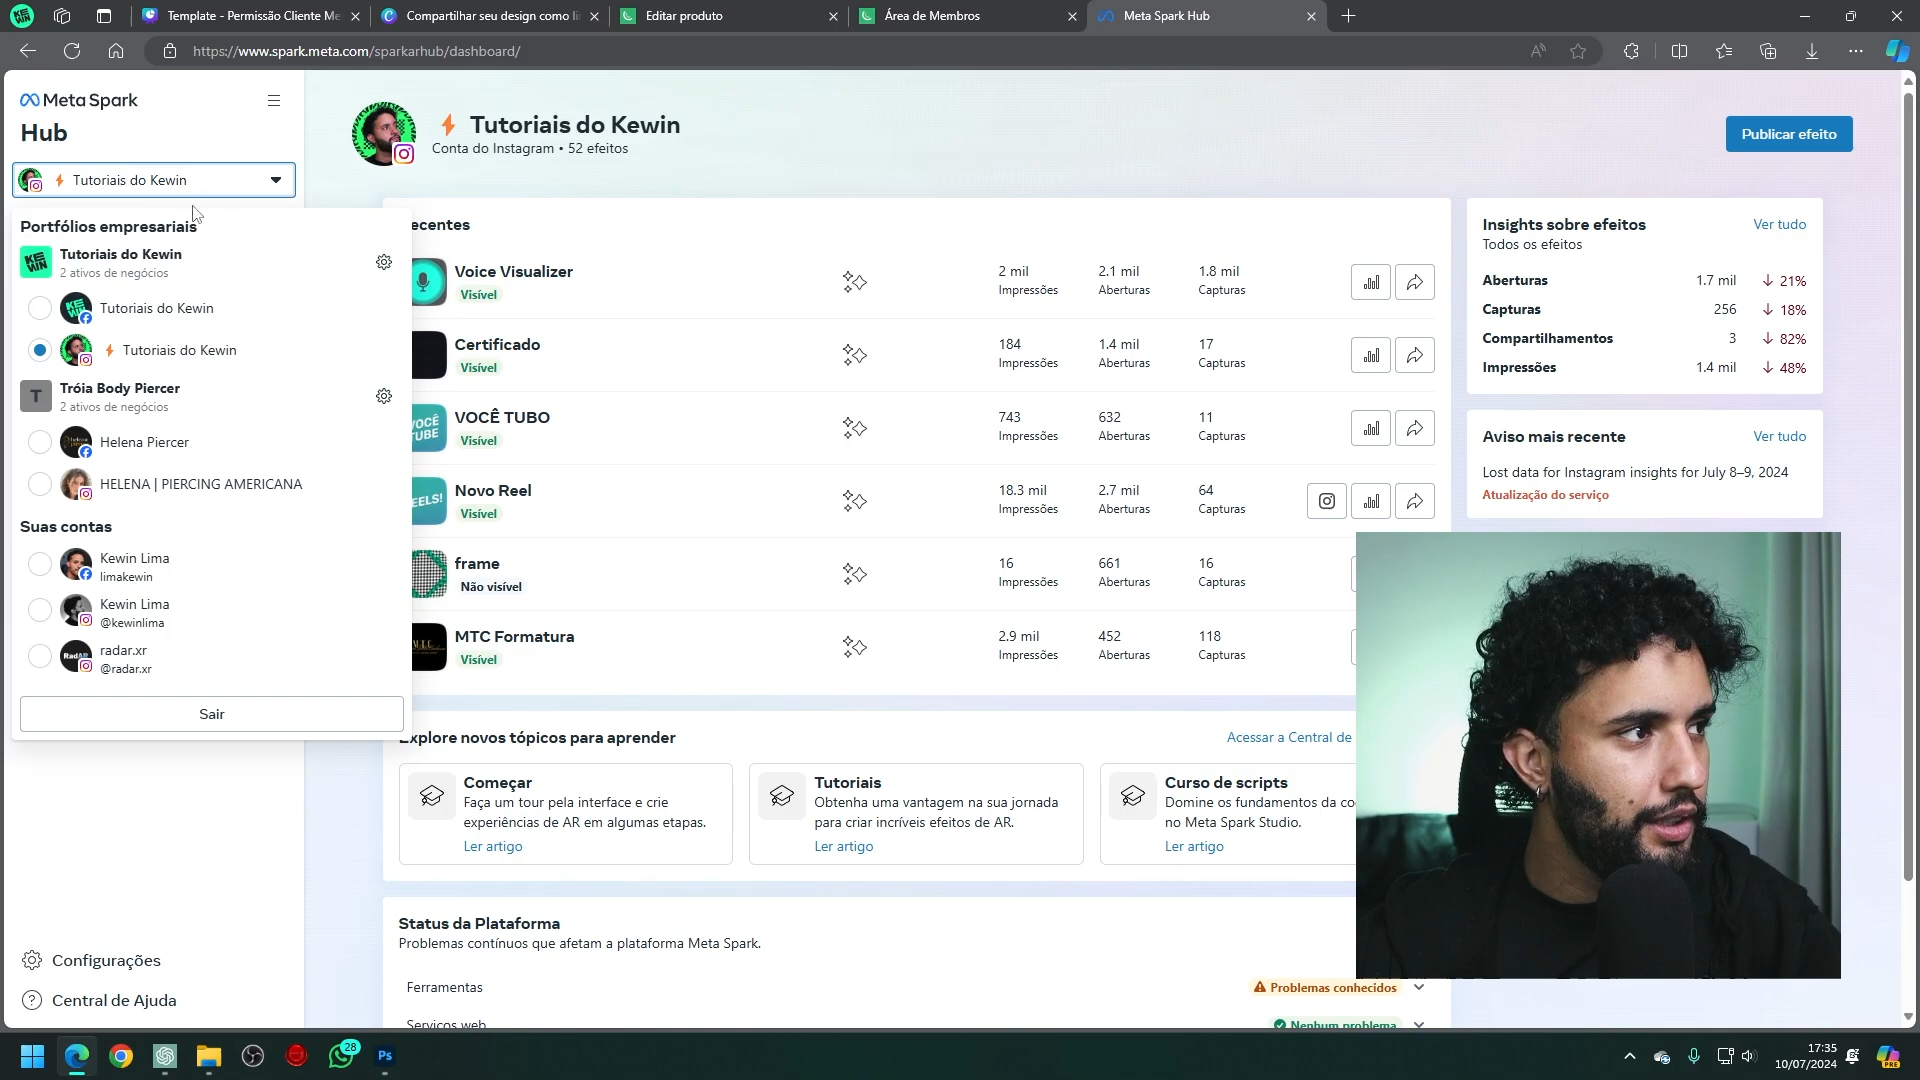 Template - Permissão Cliente Me
Compartilhar seu design como li
Editar produto
Área de Membros
Meta Spark Hub
https://www.spark.meta.com/sparkarhub/dashboard/
Meta Spark
Hub
Tutoriais do Kewin
Portfólios empresariais
KE
WIN
Tutoriais do Kewin
2 ativos de negócios
Tutoriais do Kewin
Tutoriais do Kewin
T
Tróia Body Piercer
2 ativos de negócios
Helena Piercer
HELENA | PIERCING AMERICANA
Suas contas
Kewin Lima
limakewin
Kewin Lima
@kewinlima
radar.xr
@radar.xr
Sair
Configurações
Central de Ajuda
Tutoriais do Kewin
Conta do Instagram • 52 efeitos
Publicar efeito
ecentes
Voice Visualizer
Visível
2 mil
Impressões
2.1 mil
Aberturas
1.8 mil
Capturas
Certificado
Visível
184
Impressões
1.4 mil
Aberturas
17
Capturas
VOCÊ TUBO
Visível
743
Impressões
632
Aberturas
11
Capturas
Novo Reel
Visível
18.3 mil
Impressões
2.7 mil
Aberturas
64
Capturas
frame
Não visível
16
Impressões
661
Aberturas
16
Capturas
MTC Formatura
Visível
2.9 mil
Impressões
452
Aberturas
118
Capturas
Insights sobre efeitos
Ver tudo
Todos os efeitos
Aberturas 1.7 mil 21%
Capturas 256 18%
Compartilhamentos 3 82%
Impressões 1.4 mil 48%
Aviso mais recente
Ver tudo
Lost data for Instagram insights for July 8–9, 2024
Atualização do serviço
Explore novos tópicos para aprender
Acessar a Central de
Começar
Faça um tour pela interface e crie
experiências de AR em algumas etapas.
Ler artigo
Tutoriais
Obtenha uma vantagem na sua jornada
para criar incríveis efeitos de AR.
Ler artigo
Curso de scripts
Domine os fundamentos da co
no Meta Spark Studio.
Ler artigo
Status da Plataforma
Problemas contínuos que afetam a plataforma Meta Spark.
Ferramentas
Problemas conhecidos
Serviços web
Nenhum problema
28
Ps
17:35
10/07/2024
PRE